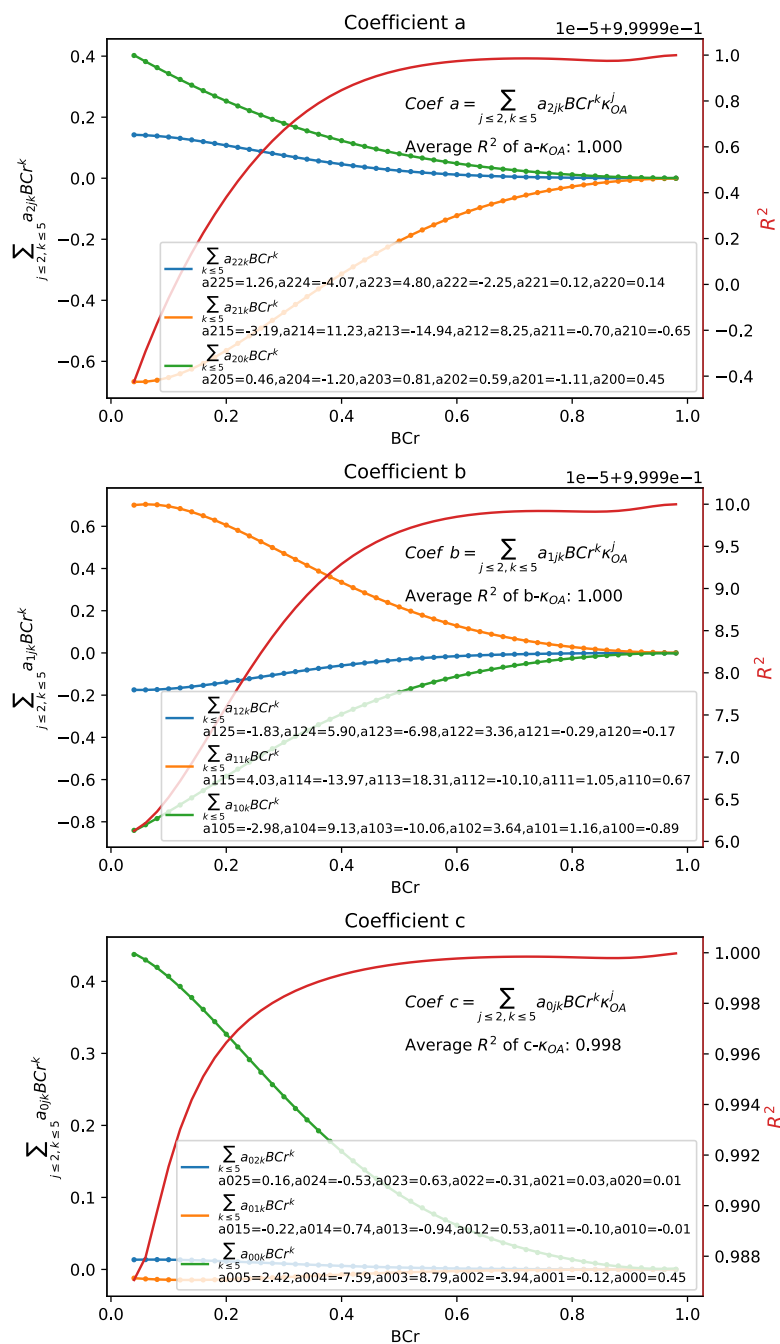 Coefficient a
1e−5+9.9999e−1
Coef a = ∑ j≤2,k≤5 a2jkBCr^kκ^j_OA
Average R² of a-κOA: 1.000
∑ j≤2,k≤5 a2jkBCr^k
0.4
0.2
0.0
−0.2
−0.4
−0.6
∑ k≤5 a22kBCr^k
a225=1.26,a224=-4.07,a223=4.80,a222=-2.25,a221=0.12,a220=0.14
∑ k≤5 a21kBCr^k
a215=-3.19,a214=11.23,a213=-14.94,a212=8.25,a211=-0.70,a210=-0.65
∑ k≤5 a20kBCr^k
a205=0.46,a204=-1.20,a203=0.81,a202=0.59,a201=-1.11,a200=0.45
1.0
0.8
0.6
0.4
0.2
0.0
−0.2
−0.4
R²
0.0 0.2 0.4 0.6 0.8 1.0
BCr
Coefficient b
1e−5+9.999e−1
Coef b = ∑ j≤2,k≤5 a1jkBCr^kκ^j_OA
Average R² of b-κOA: 1.000
∑ j≤2,k≤5 a1jkBCr^k
0.6
0.4
0.2
0.0
−0.2
−0.4
−0.6
−0.8
∑ k≤5 a12kBCr^k
a125=-1.83,a124=5.90,a123=-6.98,a122=3.36,a121=-0.29,a120=-0.17
∑ k≤5 a11kBCr^k
a115=4.03,a114=-13.97,a113=18.31,a112=-10.10,a111=1.05,a110=0.67
∑ k≤5 a10kBCr^k
a105=-2.98,a104=9.13,a103=-10.06,a102=3.64,a101=1.16,a100=-0.89
10.0
9.5
9.0
8.5
8.0
7.5
7.0
6.5
6.0
R²
0.0 0.2 0.4 0.6 0.8 1.0
BCr
Coefficient c
Coef c = ∑ j≤2,k≤5 a0jkBCr^kκ^j_OA
Average R² of c-κOA: 0.998
∑ j≤2,k≤5 a0jkBCr^k
0.4
0.3
0.2
0.1
0.0
∑ k≤5 a02kBCr^k
a025=0.16,a024=-0.53,a023=0.63,a022=-0.31,a021=0.03,a020=0.01
∑ k≤5 a01kBCr^k
a015=-0.22,a014=0.74,a013=-0.94,a012=0.53,a011=-0.10,a010=-0.01
∑ k≤5 a00kBCr^k
a005=2.42,a004=-7.59,a003=8.79,a002=-3.94,a001=-0.12,a000=0.45
1.000
0.998
0.996
0.994
0.992
0.990
0.988
R²
0.0 0.2 0.4 0.6 0.8 1.0
BCr